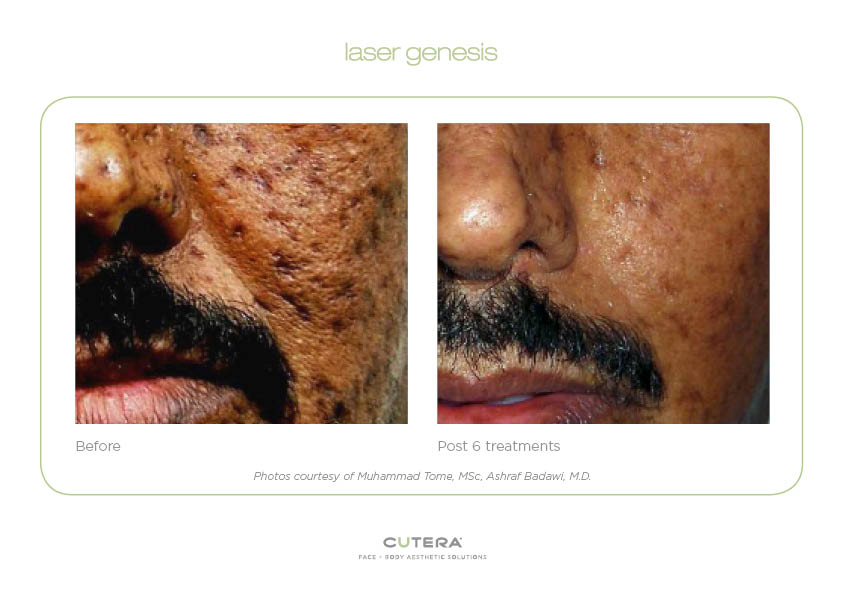 laser genesis
Before
Post 6 treatments
Photos courtesy of Muhammad Tome, MSc, Ashraf Badawi, M.D.
CUTERA
FACE + BODY AESTHETIC SOLUTIONS